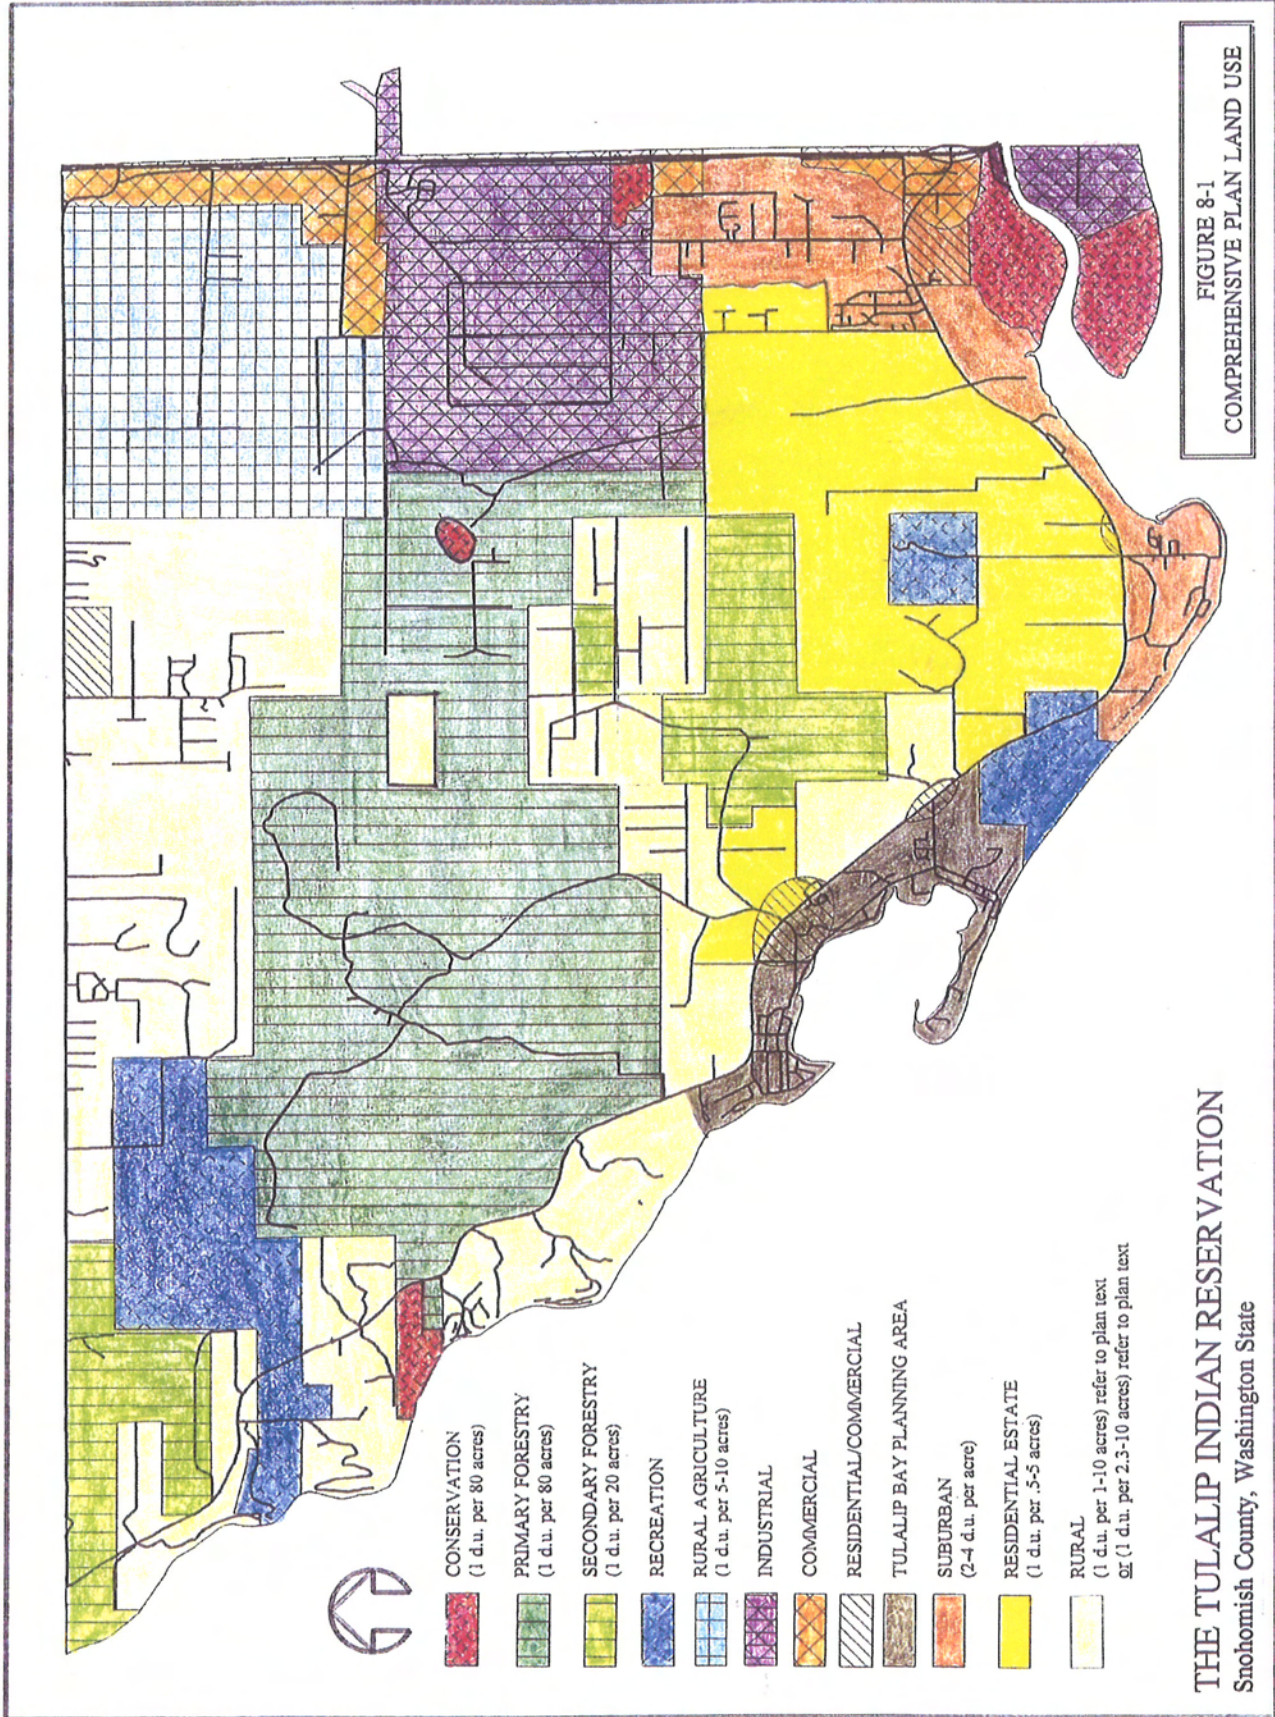 FIGURE 8-1
COMPREHENSIVE PLAN LAND USE
CONSERVATION
(1 d.u. per 80 acres)
PRIMARY FORESTRY
(1 d.u. per 80 acres)
SECONDARY FORESTRY
(1 d.u. per 20 acres)
RECREATION
RURAL AGRICULTURE
(1 d.u. per 5-10 acres)
INDUSTRIAL
COMMERCIAL
RESIDENTIAL/COMMERCIAL
TULALIP BAY PLANNING AREA
SUBURBAN
(2-4 d.u. per acre)
RESIDENTIAL ESTATE
(1 d.u. per .5-5 acres)
RURAL
(1 d.u. per 1-10 acres) refer to plan text
or (1 d.u. per 2.3-10 acres) refer to plan text
THE TULALIP INDIAN RESERVATION
Snohomish County, Washington State